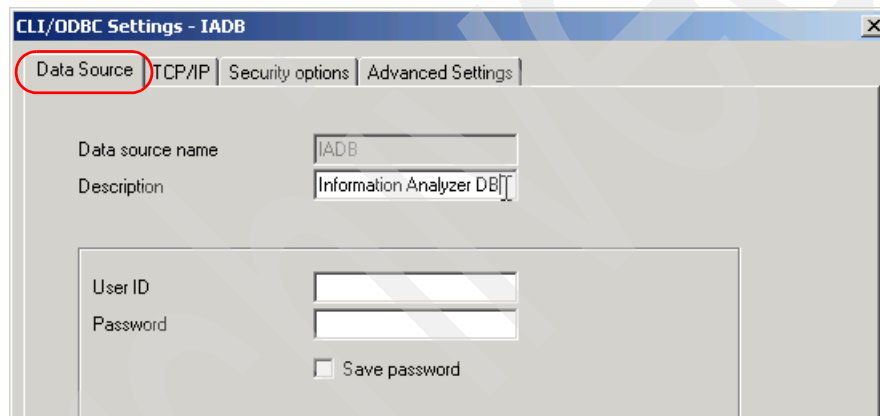 CLI/ODBC Settings - IADB
Data Source TCP/IP Security options Advanced Settings
Data source name IADB
Description Information Analyzer DB
User ID
Password
Save password